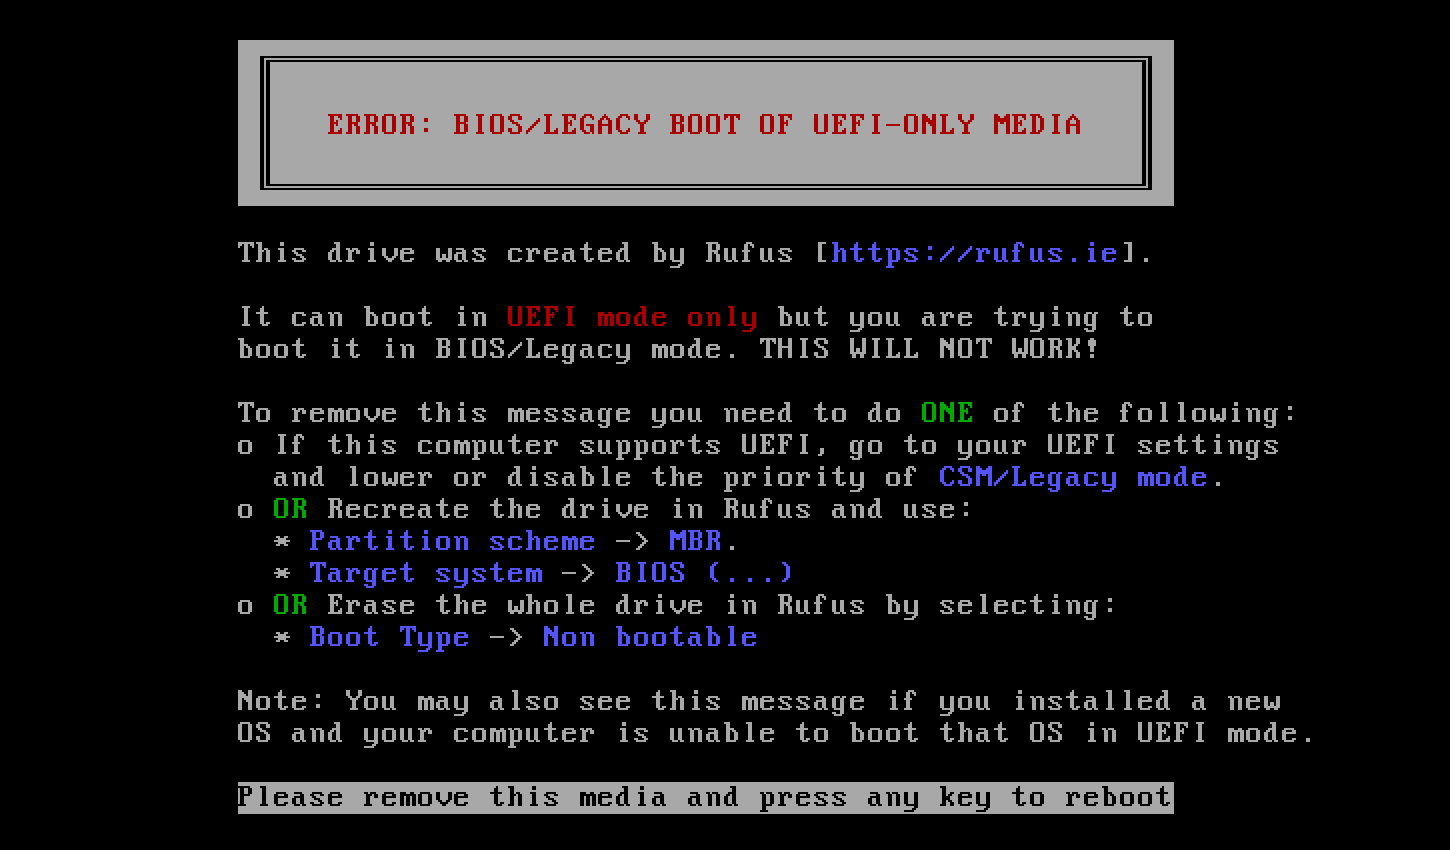 ERROR: BIOS/LEGACY BOOT OF UEFI-ONLY MEDIA
This drive was created by Rufus [https://rufus.ie].
It can boot in UEFI mode only but you are trying to
boot it in BIOS/Legacy mode. THIS WILL NOT WORK!
To remove this message you need to do ONE of the following:
o If this computer supports UEFI, go to your UEFI settings
and lower or disable the priority of CSM/Legacy mode.
o OR Recreate the drive in Rufus and use:
* Partition scheme -> MBR.
* Target system -> BIOS (...)
o OR Erase the whole drive in Rufus by selecting:
* Boot Type -> Non bootable
Note: You may also see this message if you installed a new
OS and your computer is unable to boot that OS in UEFI mode.
Please remove this media and press any key to reboot